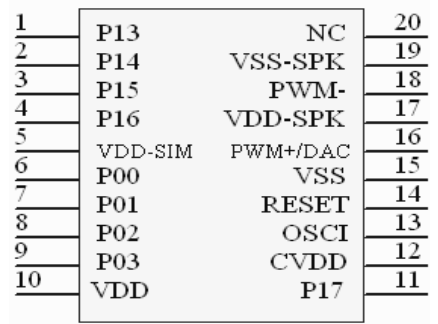 1 P13 NC 20
2 P14 VSS-SPK 19
3 P15 PWM- 18
4 P16 VDD-SPK 17
5 VDD-SIM PWM+/DAC 16
6 P00 VSS 15
7 P01 RESET 14
8 P02 OSCI 13
9 P03 CVDD 12
10 VDD P17 11